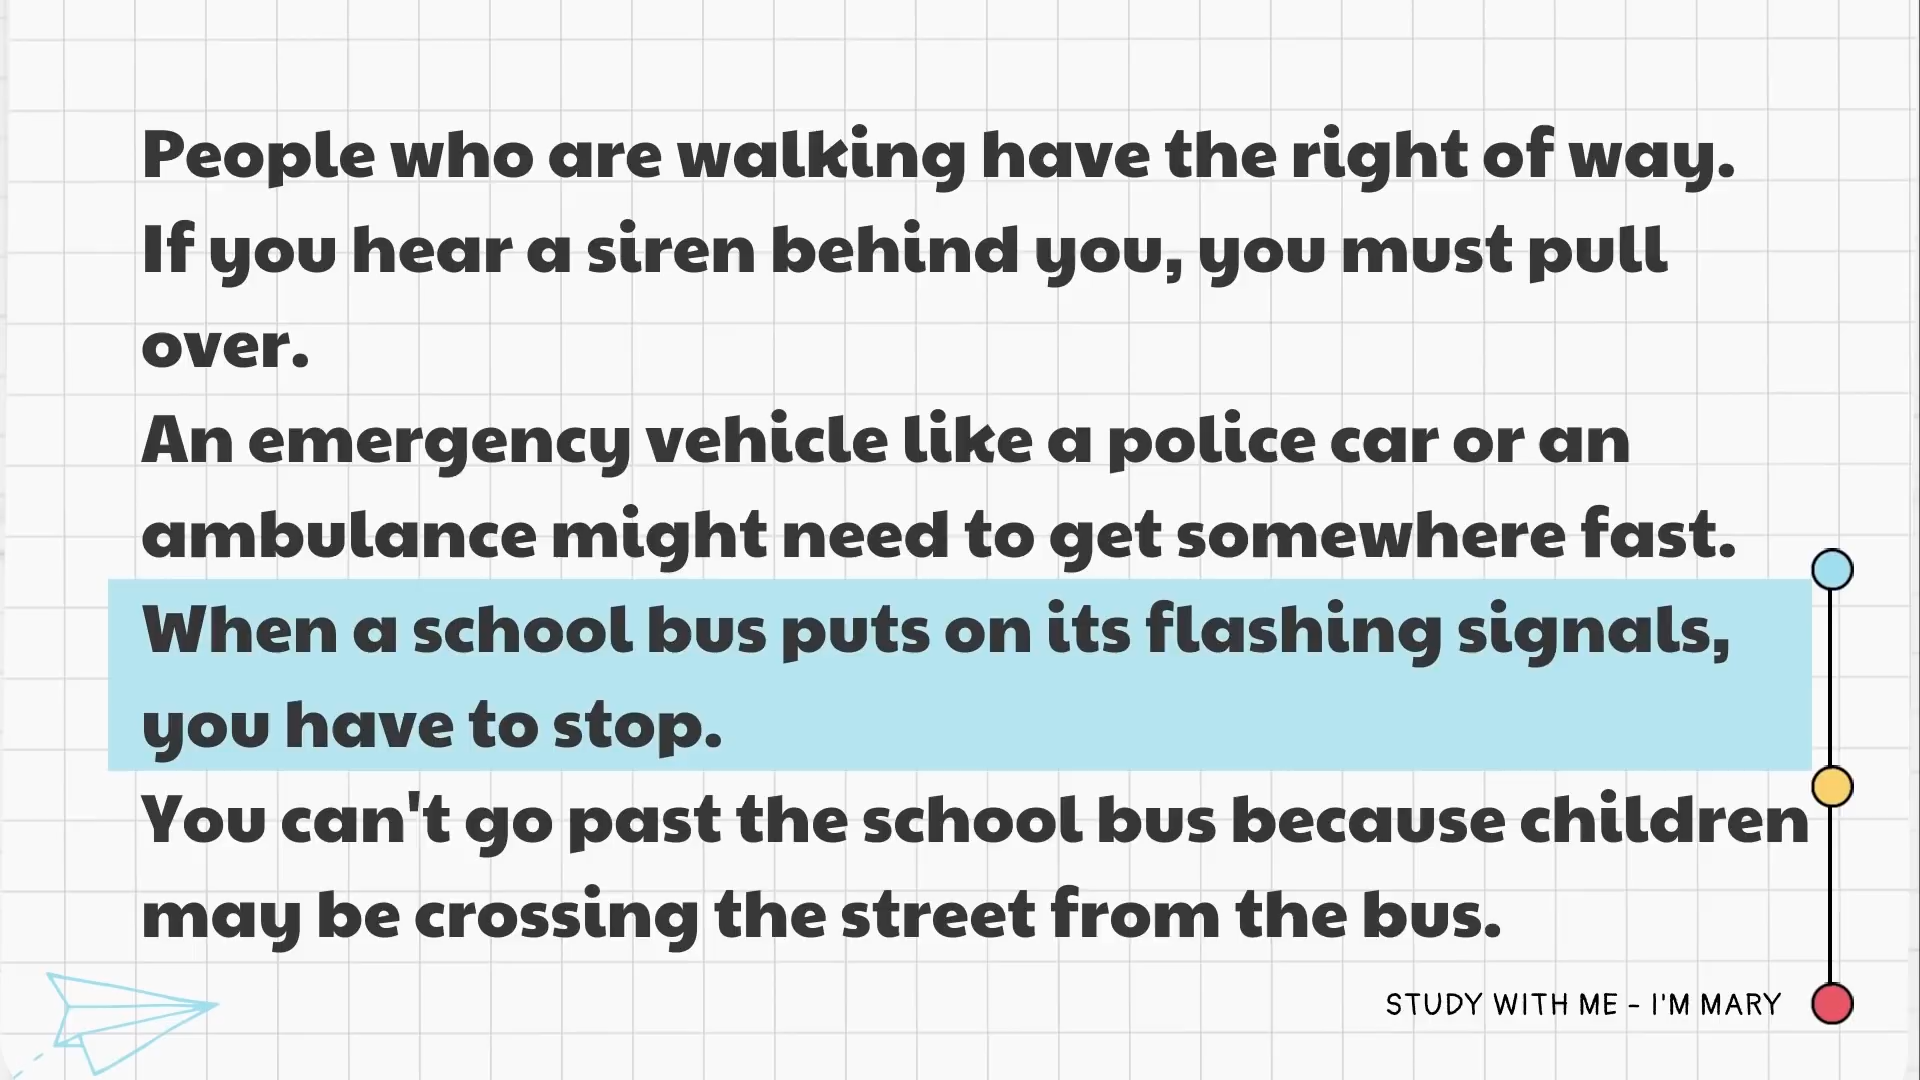 People who are walking have the right of way.
If you hear a siren behind you, you must pull
over.
An emergency vehicle like a police car or an
ambulance might need to get somewhere fast.
When a school bus puts on its flashing signals,
you have to stop.
You can't go past the school bus because children
may be crossing the street from the bus.
STUDY WITH ME - I'M MARY